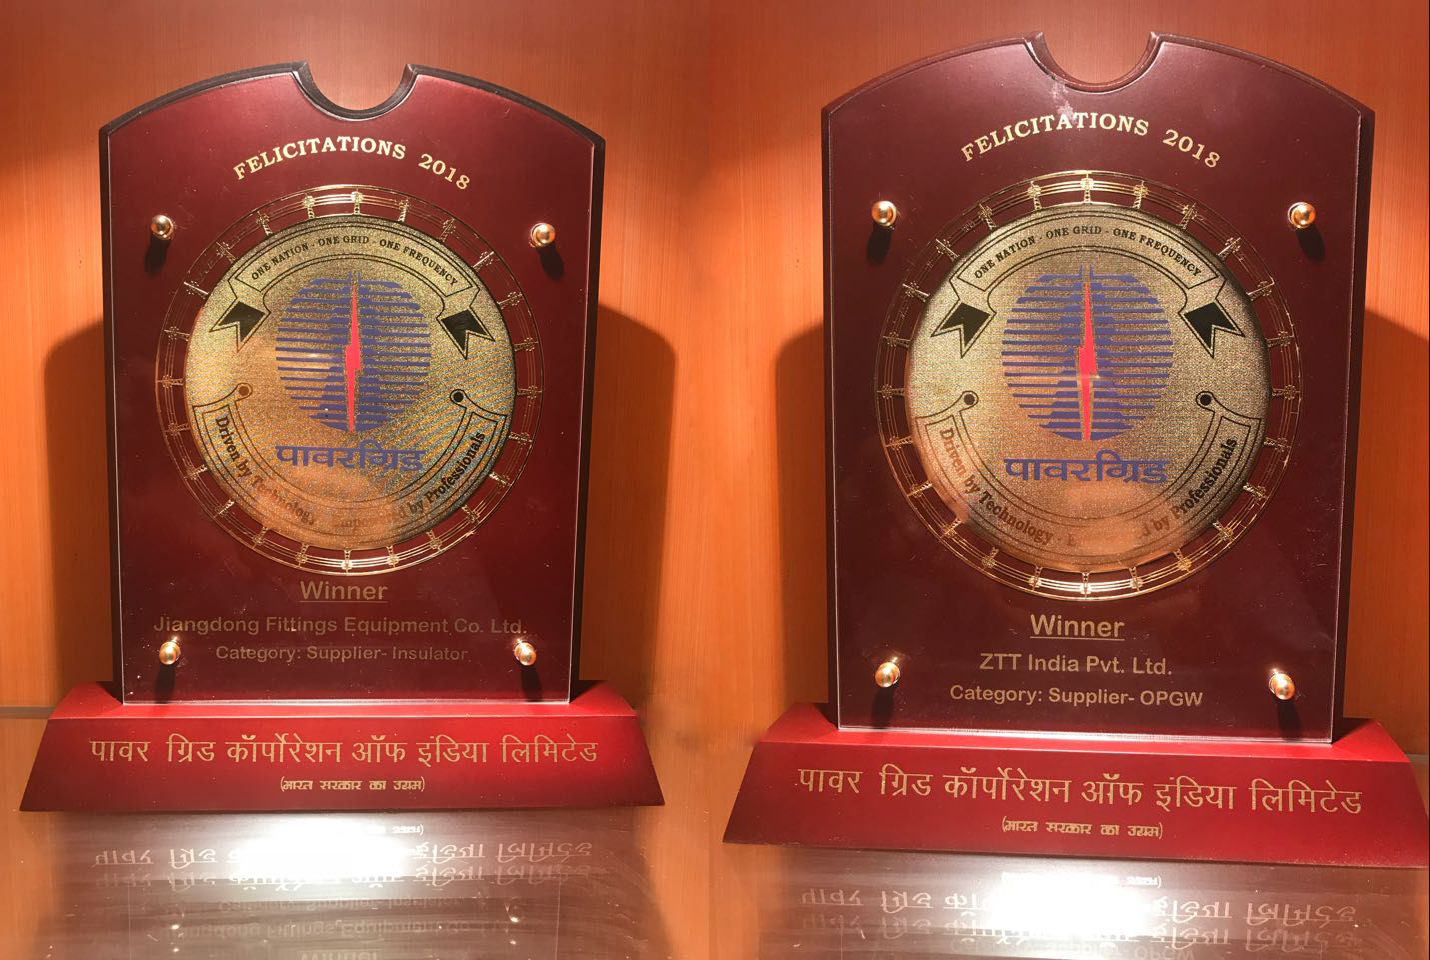 FELICITATIONS 2018
ONE NATION - ONE GRID - ONE FREQUENCY
पावरग्रिड
Driven by Technology - Empowered by Professionals
Winner
Jiangdong Fittings Equipment Co. Ltd.
Category: Supplier- Insulator
पावर ग्रिड कॉर्पोरेशन ऑफ इंडिया लिमिटेड
(भारत सरकार का उद्यम)
FELICITATIONS 2018
ONE NATION - ONE GRID - ONE FREQUENCY
पावरग्रिड
Driven by Technology - by Professionals
Winner
ZTT India Pvt. Ltd.
Category: Supplier- OPGW
पावर ग्रिड कॉर्पोरेशन ऑफ इंडिया लिमिटेड
(भारत सरकार का उद्यम)